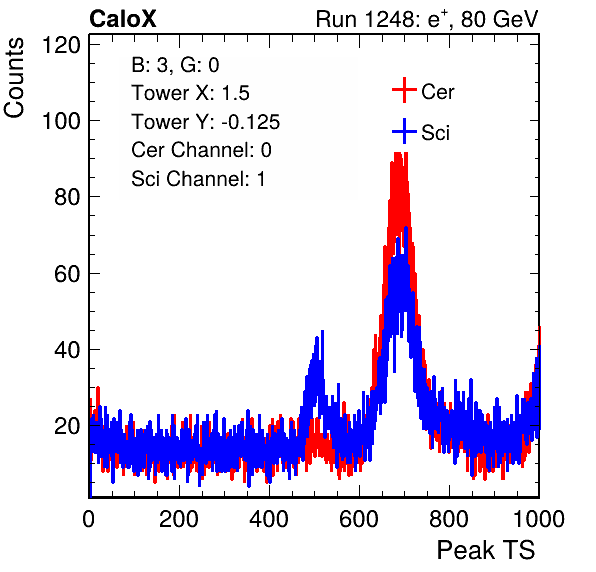 CaloX Run 1248: e+, 80 GeV
Counts
120
100
80
60
40
20
B: 3, G: 0
Tower X: 1.5
Tower Y: -0.125
Cer Channel: 0
Sci Channel: 1
Cer
Sci
0 200 400 600 800 1000
Peak TS